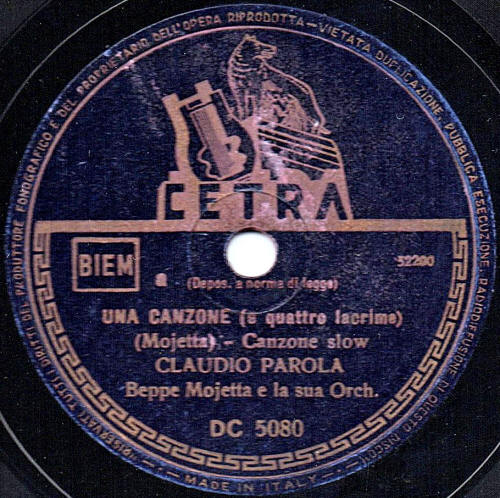 RISERVATI TUTTI I DIRITTI DEL PRODUTTORE FONOGRAFICO E DEL PROPRIETARIO DELL'OPERA RIPRODOTTA - VIETATA DUPLICAZIONE, PUBBLICA ESECUZIONE, RADIODIFFUSIONE DI QUESTO DISCO
CETRA
BIEM
a
52280
(Depos. a norma di legge)
UNA CANZONE (e quattro lacrime)
(Mojetta) - Canzone slow
CLAUDIO PAROLA
Beppe Mojetta e la sua Orch.
DC 5080
- MADE IN ITALY -